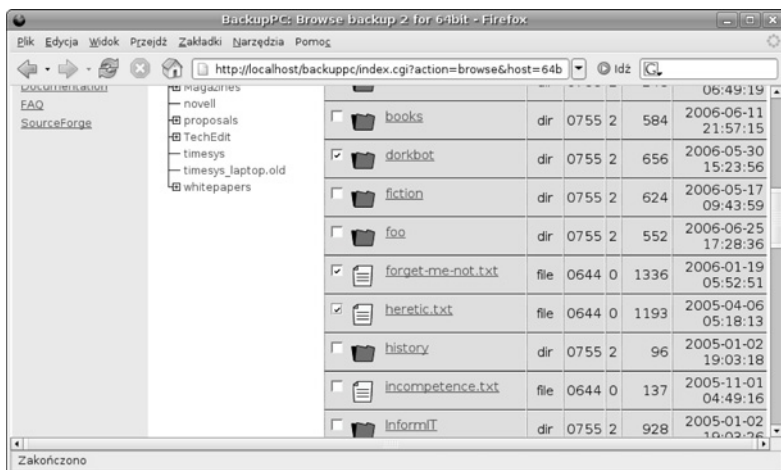 BackupPC: Browse backup 2 for 64bit - Firefox
Plik Edycja Widok Przejdź Zakładki Narzędzia Pomoc
http://localhost/backuppc/index.cgi?action=browse&host=64b Idź
Documentation
FAQ
SourceForge
Magazines
novell
proposals
TechEdit
timesys
timesys_laptop.old
whitepapers
06:49:19
books dir 0755 2 584 2006-06-11 21:57:15
dorkbot dir 0755 2 656 2006-05-30 15:23:56
fiction dir 0755 2 624 2006-05-17 09:43:59
foo dir 0755 2 552 2006-06-25 17:28:36
forget-me-not.txt file 0644 0 1336 2006-01-19 05:52:51
heretic.txt file 0644 0 1193 2005-04-06 05:18:13
history dir 0755 2 96 2005-01-02 19:03:18
incompetence.txt file 0644 0 137 2005-11-01 04:49:16
InformIT dir 0755 2 928 2005-01-02 19:03:26
Zakończono